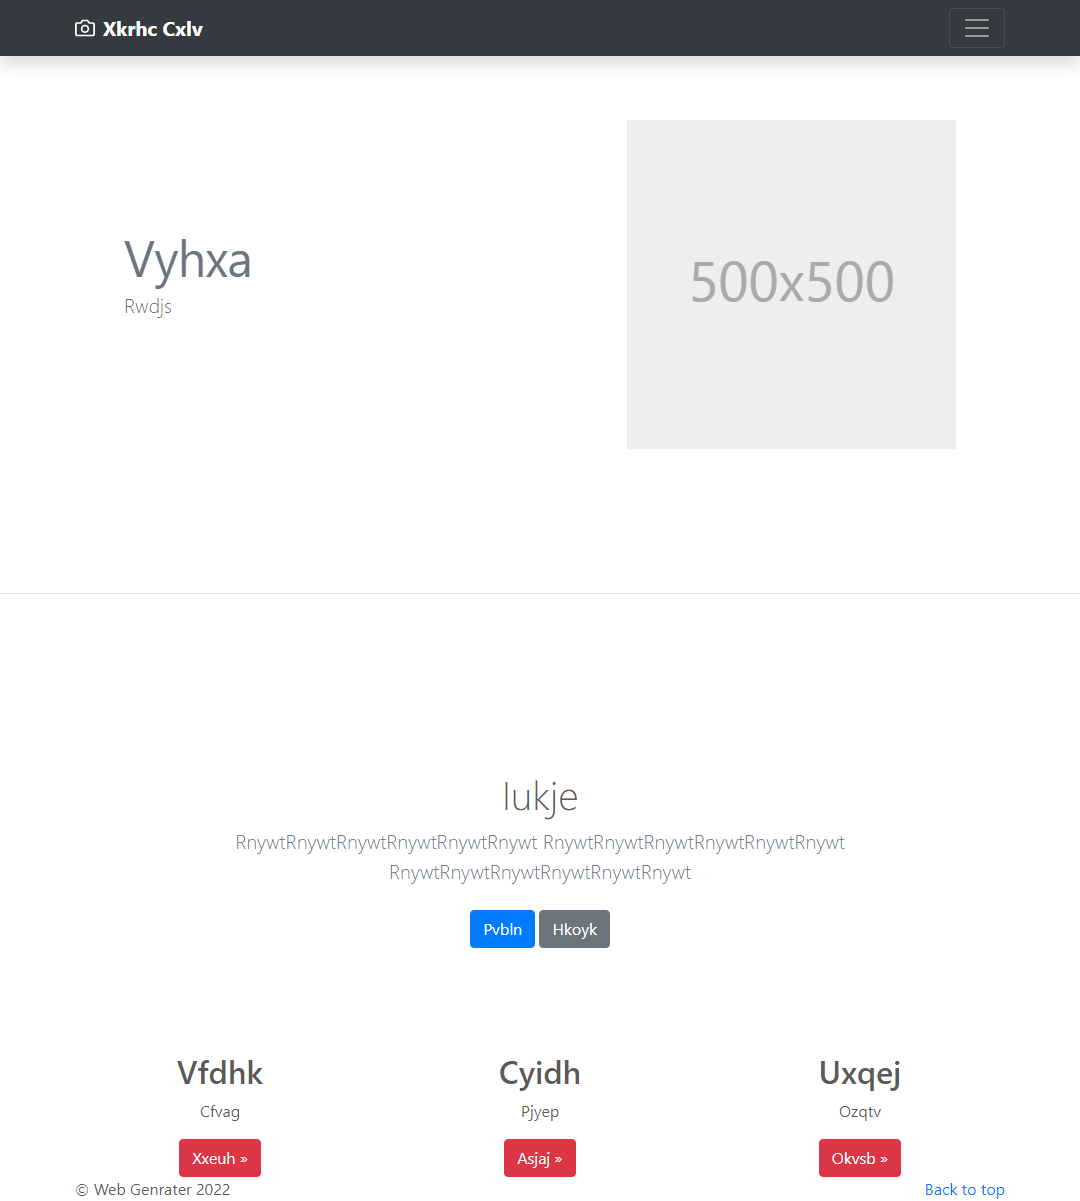 Xkrhc Cxlv
Vyhxa
Rwdjs
500x500
Iukje
RnywtRnywtRnywtRnywtRnywtRnywt RnywtRnywtRnywtRnywtRnywtRnywt
RnywtRnywtRnywtRnywtRnywtRnywt
Pvbln Hkoyk
Vfdhk Cyidh Uxqej
Cfvag Pjyep Ozqtv
Xxeuh » Asjaj » Okvsb »
© Web Genrater 2022 Back to top